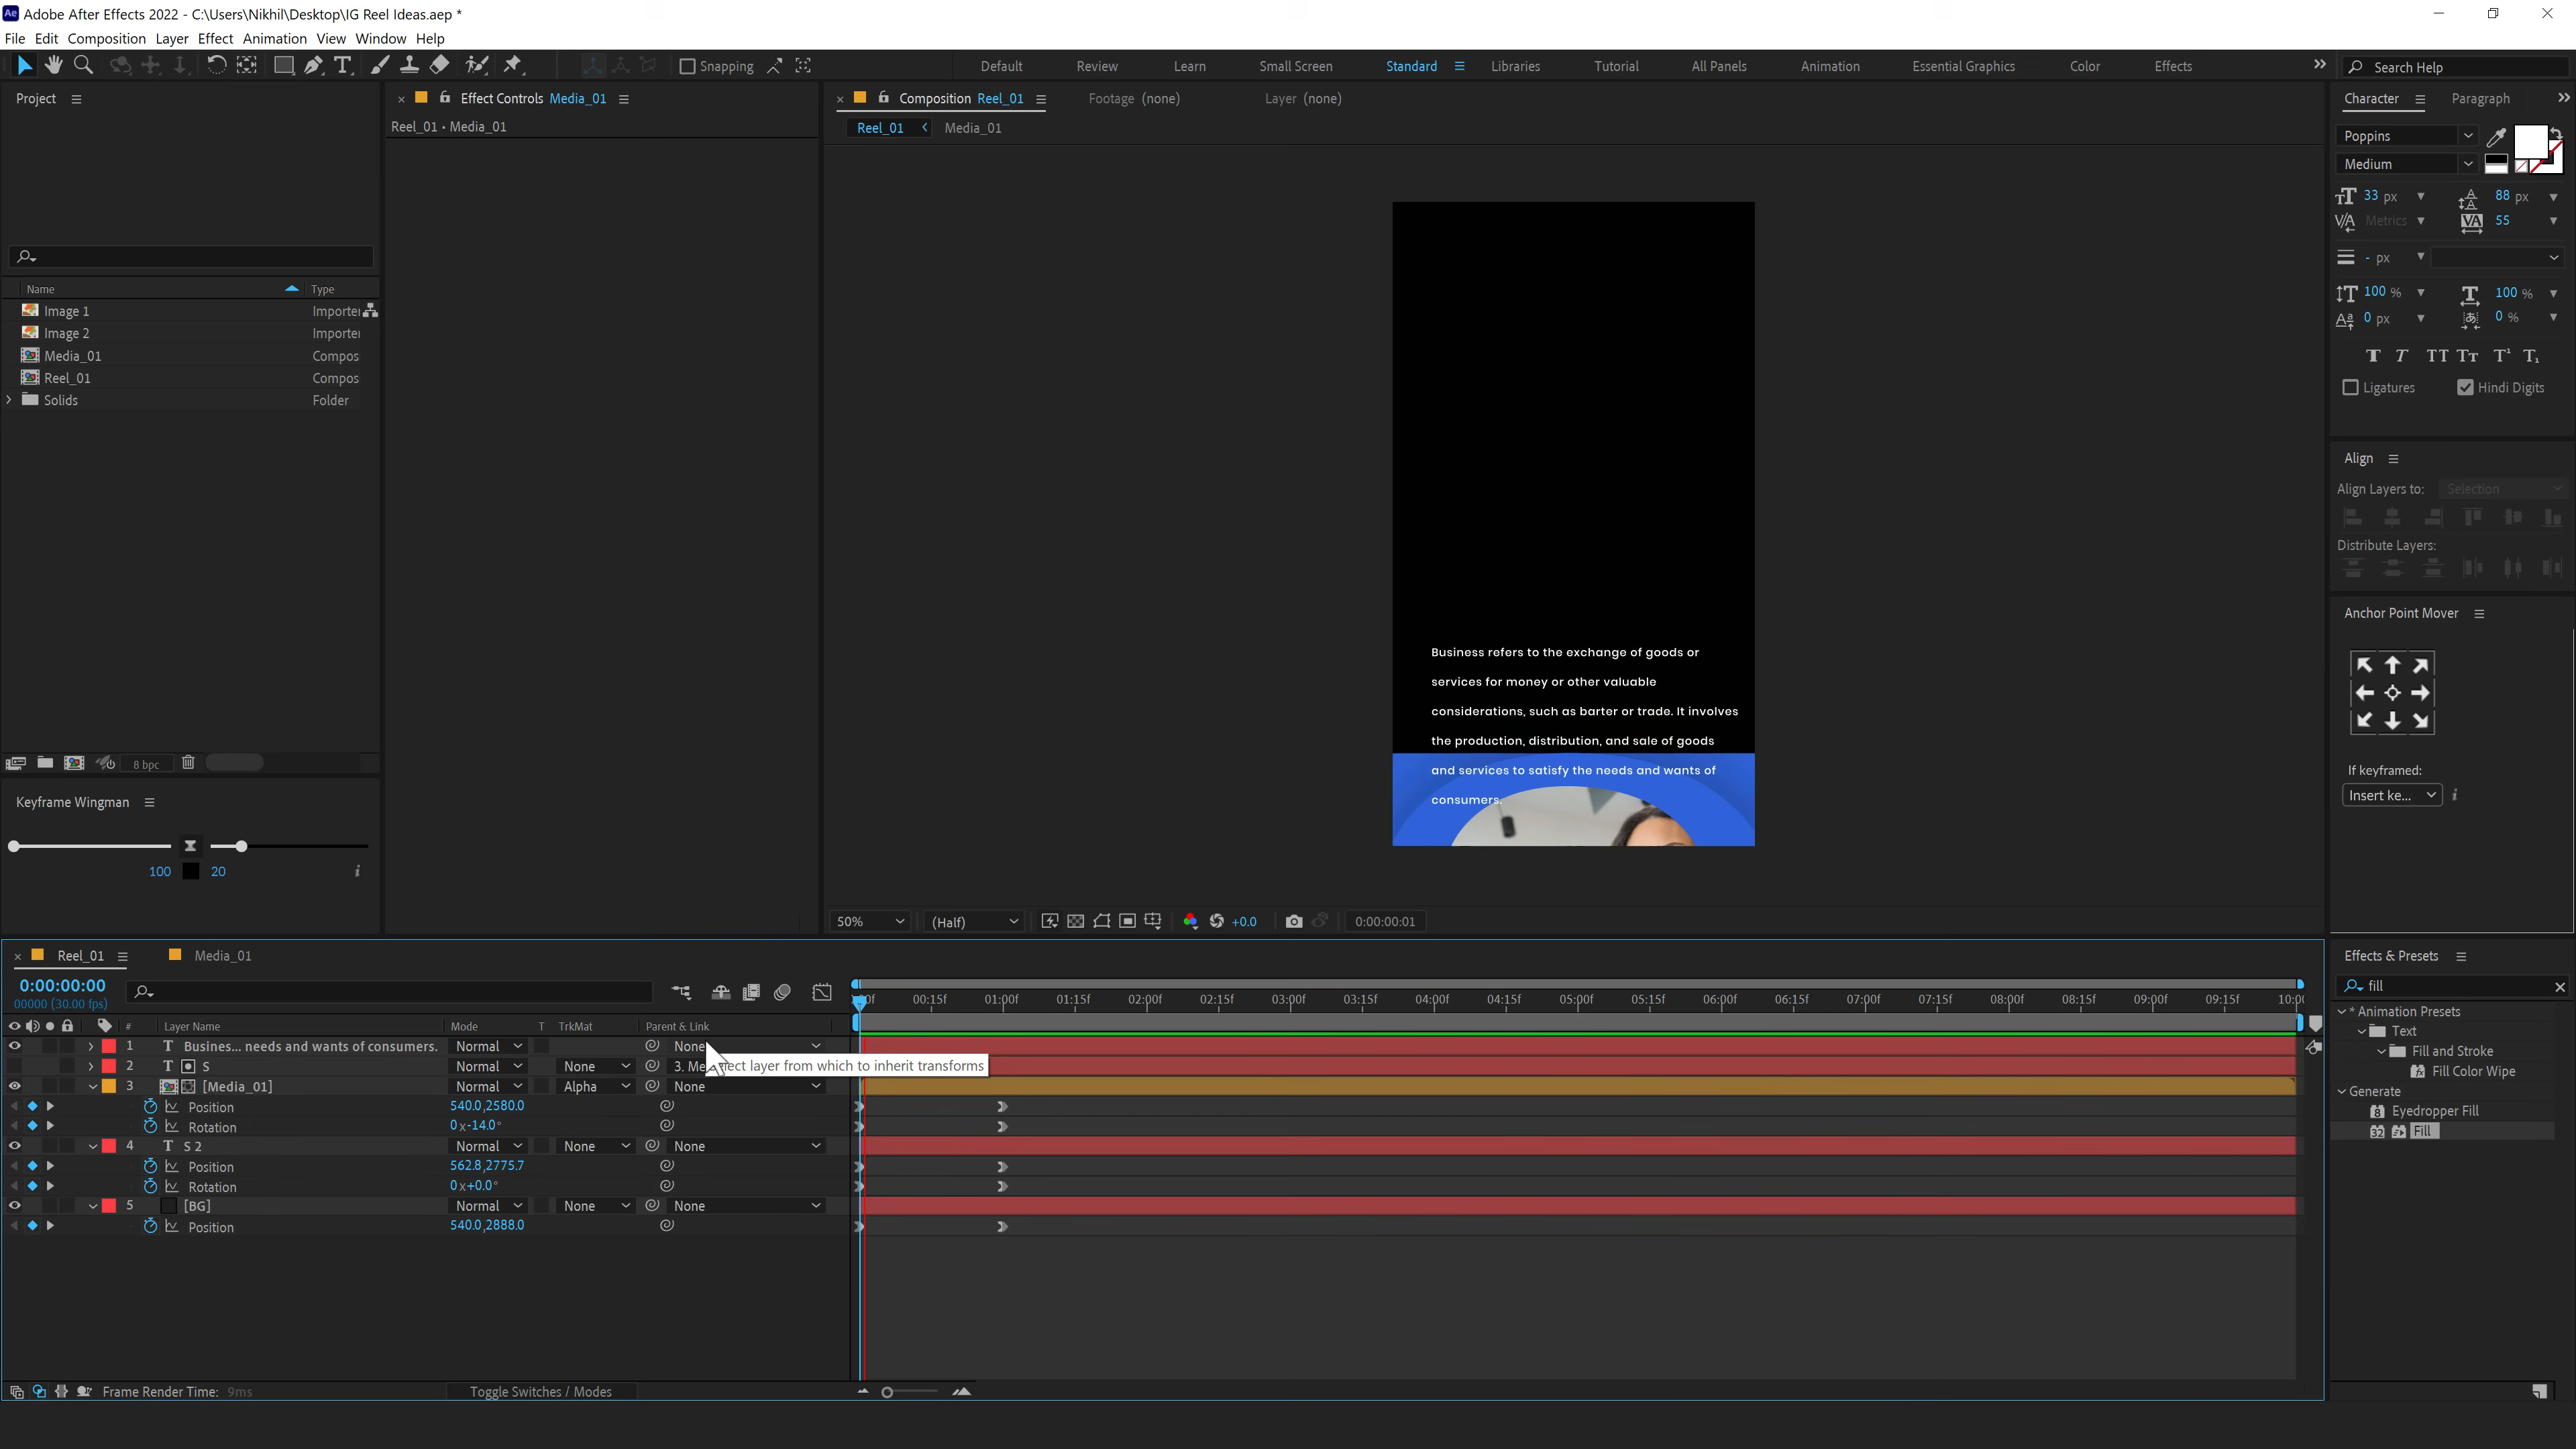 Adobe After Effects 2022 - C:\Users\Nikhil\Desktop\IG Reel Ideas.aep *
File Edit Composition Layer Effect Animation View Window Help
Snapping
Default Review Learn Small Screen Standard Libraries Tutorial All Panels Animation Essential Graphics Color Effects
Search Help
Project
Effect Controls Media_01
Reel_01 • Media_01
Composition Reel_01 Footage (none) Layer (none)
Reel_01 Media_01
Name Type
Image 1 Importe
Image 2 Importe
Media_01 Compos
Reel_01 Compos
Solids Folder
8 bpc
Keyframe Wingman
100 20
Business refers to the exchange of goods or
services for money or other valuable
considerations, such as barter or trade. It involves
the production, distribution, and sale of goods
and services to satisfy the needs and wants of
consumers.
50% (Half) +0.0 0:00:00:01
Character Paragraph
Poppins
Medium
33 px 88 px
Metrics 55
- px
100 % 100 %
0 px 0 %
Ligatures Hindi Digits
Align
Align Layers to: Selection
Distribute Layers:
Anchor Point Mover
If keyframed:
Insert ke...
Effects & Presets
fill
* Animation Presets
Text
Fill and Stroke
Fill Color Wipe
Generate
Eyedropper Fill
Fill
Reel_01 Media_01
0:00:00:00
00000 (30.00 fps)
00:15f 01:00f 01:15f 02:00f 02:15f 03:00f 03:15f 04:00f 04:15f 05:00f 05:15f 06:00f 06:15f 07:00f 07:15f 08:00f 08:15f 09:00f 09:15f
# Layer Name Mode T TrkMat Parent & Link
1 Busines... needs and wants of consumers. Normal None
2 S Normal None 3. Me
ect layer from which to inherit transforms
3 [Media_01] Normal Alpha None
Position 540.0,2580.0
Rotation 0x-14.0°
4 S 2 Normal None None
Position 562.8,2775.7
Rotation 0x+0.0°
5 [BG] Normal None None
Position 540.0,2888.0
Frame Render Time: 9ms
Toggle Switches / Modes